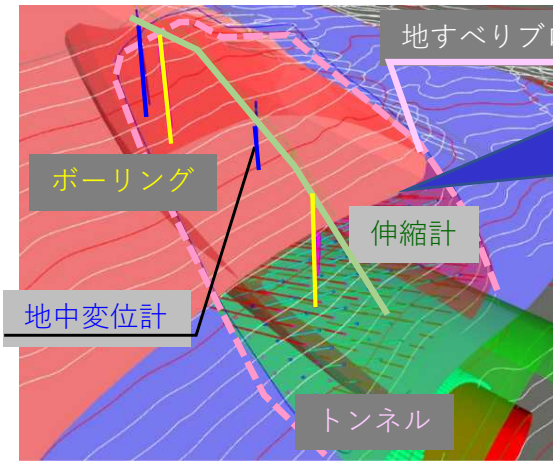 地すべりブロ
ボーリング
伸縮計
地中変位計
トンネル